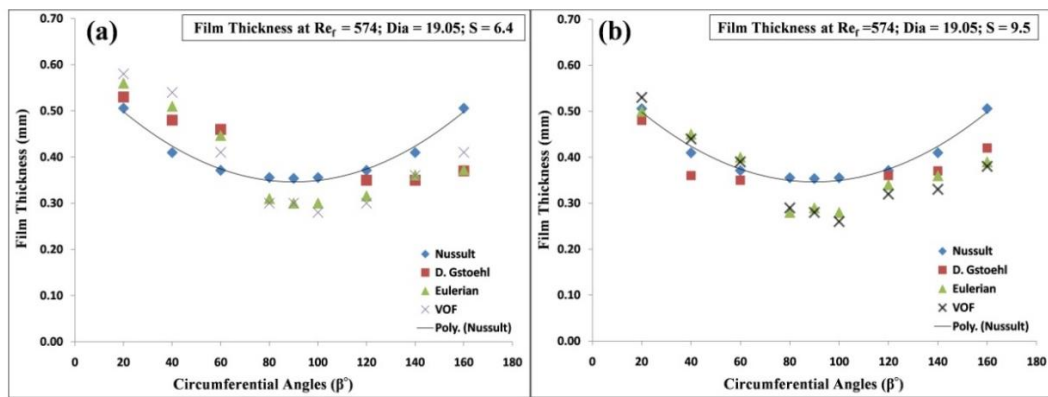 (a)
Film Thickness at Ref = 574; Dia = 19.05; S = 6.4
Film Thickness (mm)
0.70
0.60
0.50
0.40
0.30
0.20
0.10
0.00
Nussult
D. Gstoehl
Eulerian
VOF
Poly. (Nussult)
0 20 40 60 80 100 120 140 160 180
Circumferential Angles (β°)
(b)
Film Thickness at Ref =574; Dia = 19.05; S = 9.5
Film Thickness (mm)
0.70
0.60
0.50
0.40
0.30
0.20
0.10
0.00
Nussult
D. Gstoehl
Eulerian
VOF
Poly. (Nussult)
0 20 40 60 80 100 120 140 160 180
Circumferential Angles (β°)